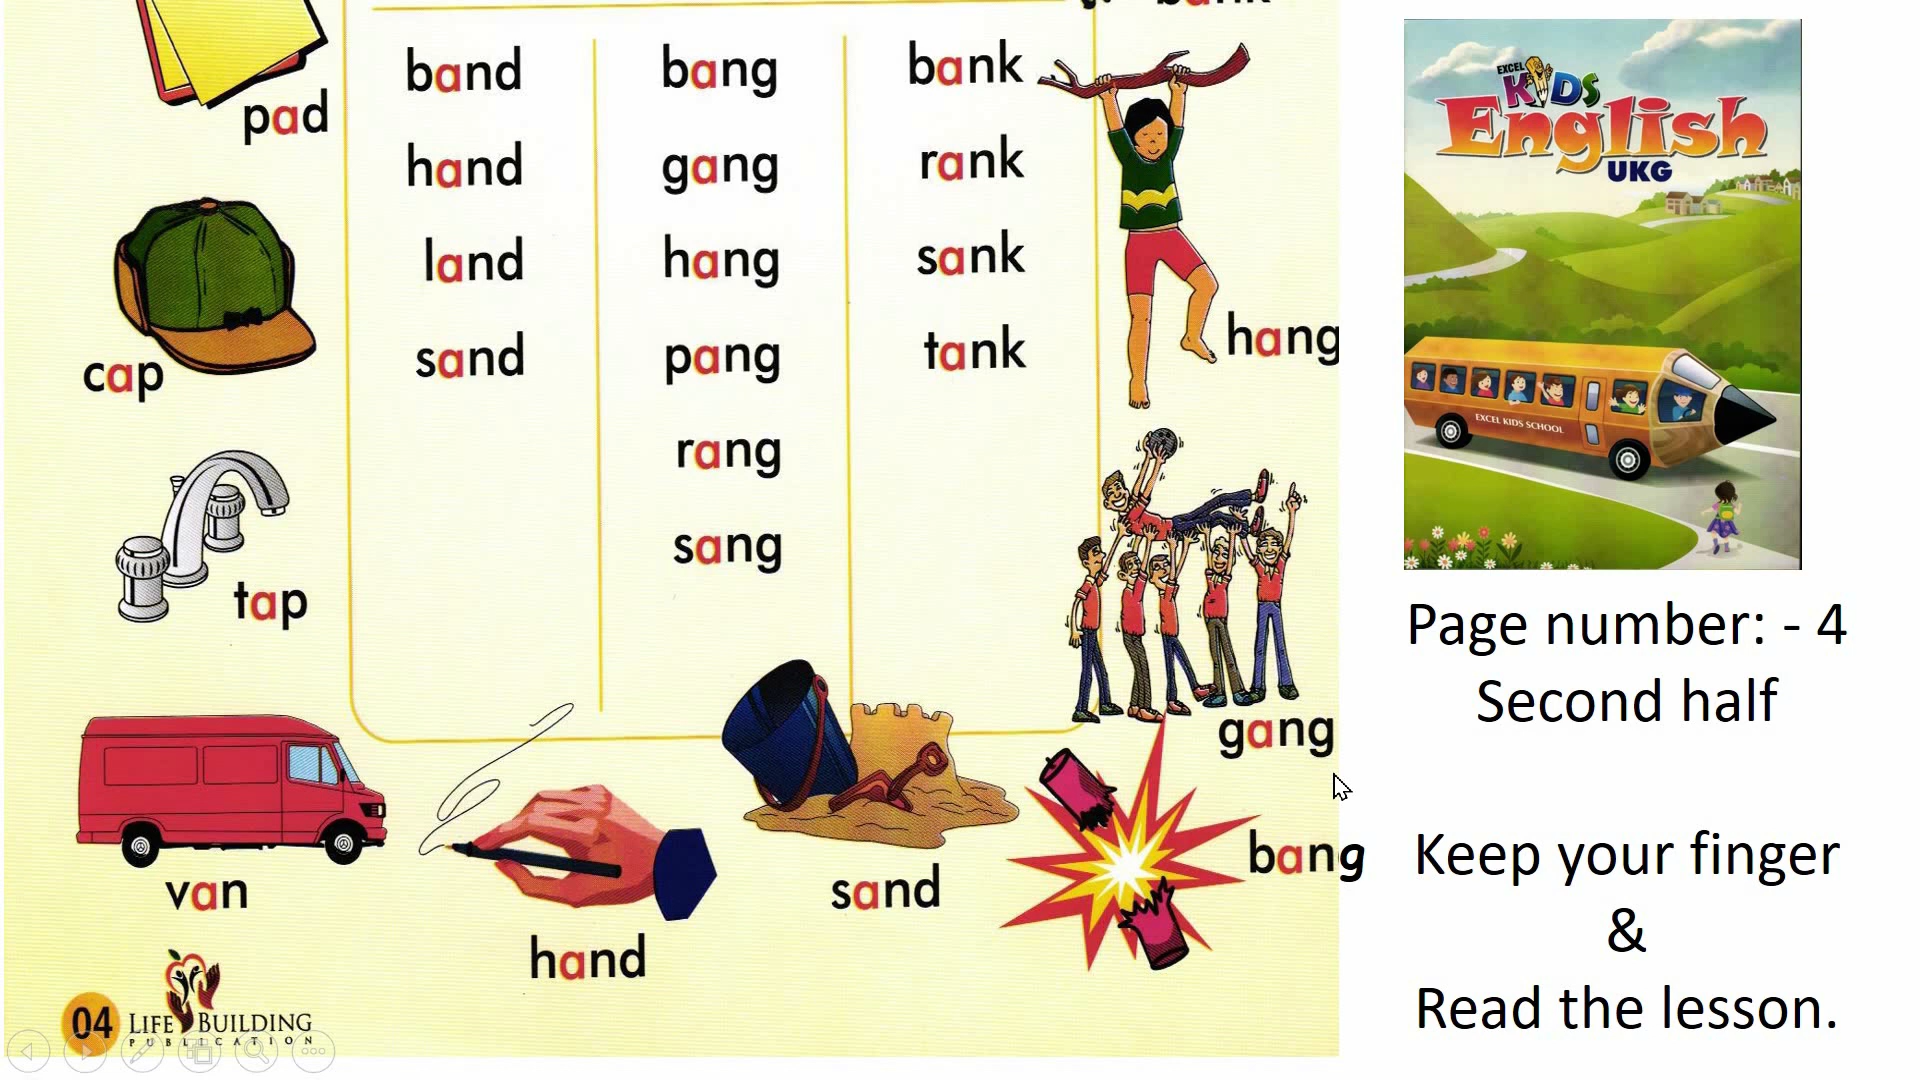 bank
band bang bank
hand gang rank
land hang sank
sand pang tank
rang
sang
pad
cap
tap
van
hand
sand
bang
gang
hang
04 LIFE BUILDING
PUBLICATION
EXCEL
KIDS
English
UKG
EXCEL KIDS SCHOOL
Page number: - 4
Second half
Keep your finger
&
Read the lesson.